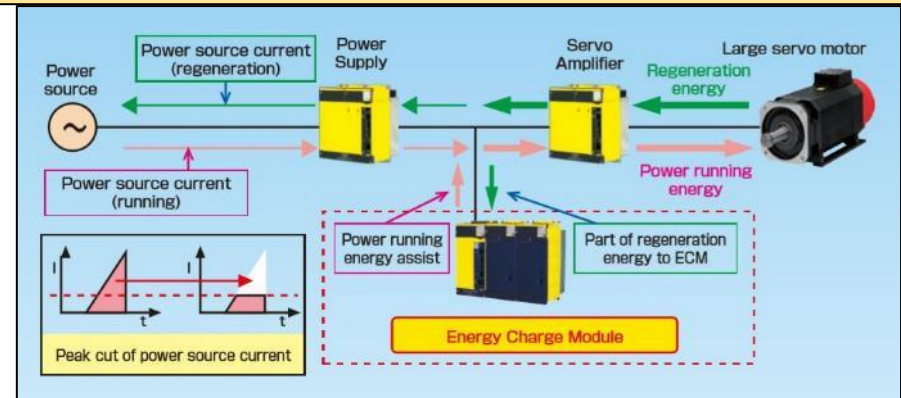 Power source current
(regeneration)
Power
Supply
Servo
Amplifier
Large servo motor
Power
source
Regeneration
energy
~
Power source current
(running)
Power running
energy
Power running
energy assist
Part of regeneration
energy to ECM
I
t
I
t
Energy Charge Module
Peak cut of power source current